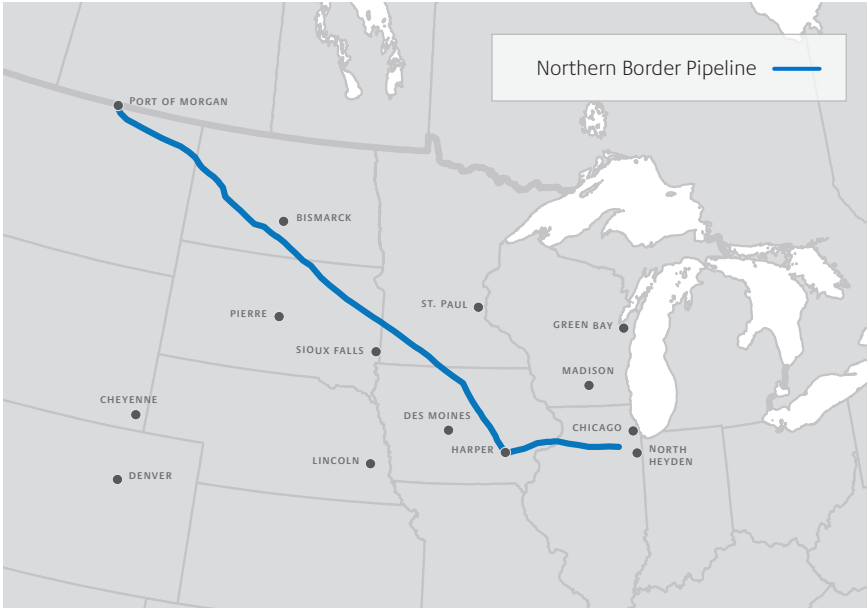 Northern Border Pipeline
PORT OF MORGAN
BISMARCK
ST. PAUL
PIERRE
GREEN BAY
SIOUX FALLS
MADISON
CHEYENNE
DES MOINES
CHICAGO
HARPER
NORTH
HEYDEN
LINCOLN
DENVER